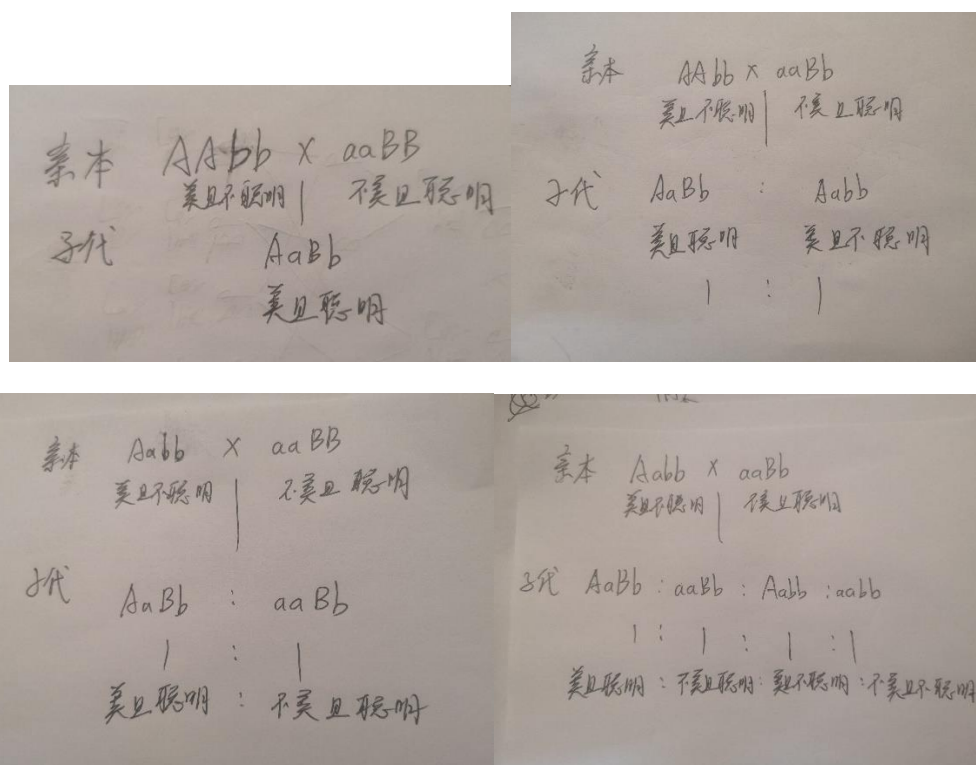 亲本 AAbb × aaBB
美且不聪明 | 不美且聪明
子代 AaBb
美且聪明
亲本 AAbb × aaBb
美且不聪明 | 不美且聪明
子代 AaBb : Aabb
美且聪明 美且不聪明
1 : 1
亲本 Aabb × aaBB
美且不聪明 | 不美且聪明
子代 AaBb : aaBb
1 : 1
美且聪明 : 不美且聪明
亲本 Aabb × aaBb
美且不聪明 | 不美且聪明
子代 AaBb : aaBb : Aabb : aabb
1 : 1 : 1 : 1
美且聪明 : 不美且聪明 : 美且不聪明 : 不美且不聪明